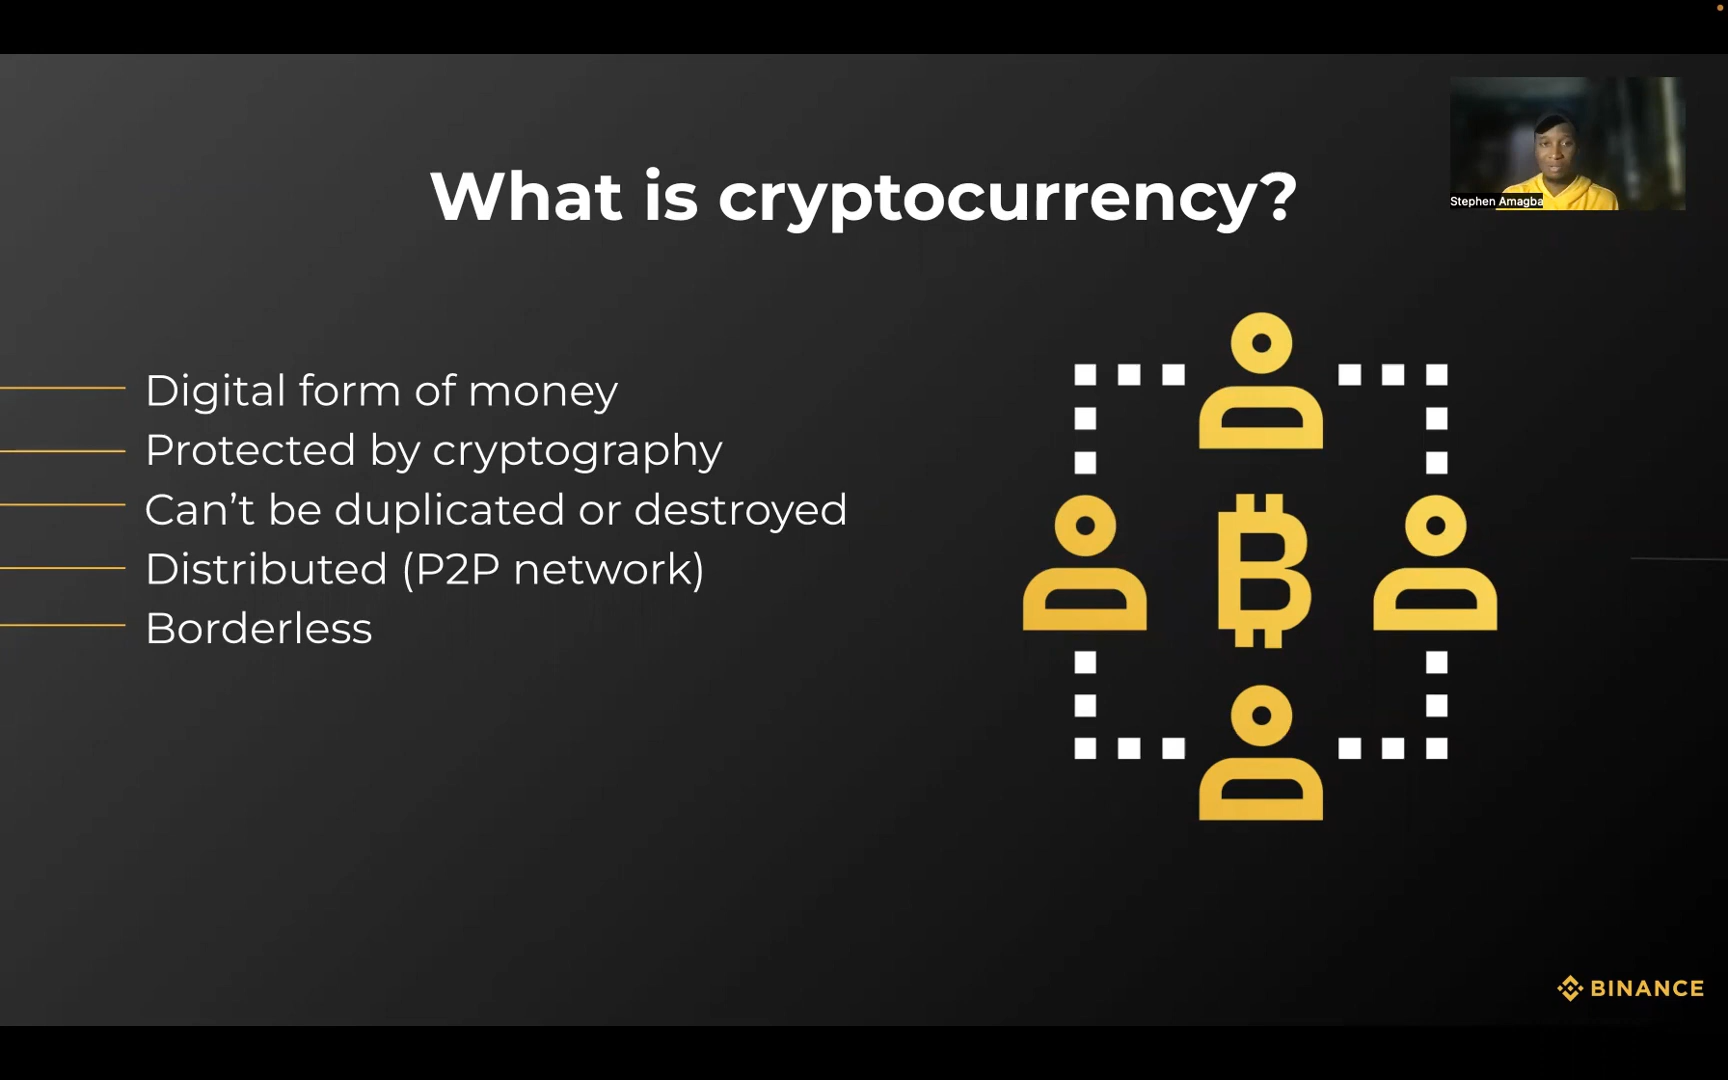 What is cryptocurrency?
Stephen Amagba
Digital form of money
Protected by cryptography
Can’t be duplicated or destroyed
Distributed (P2P network)
Borderless
BINANCE